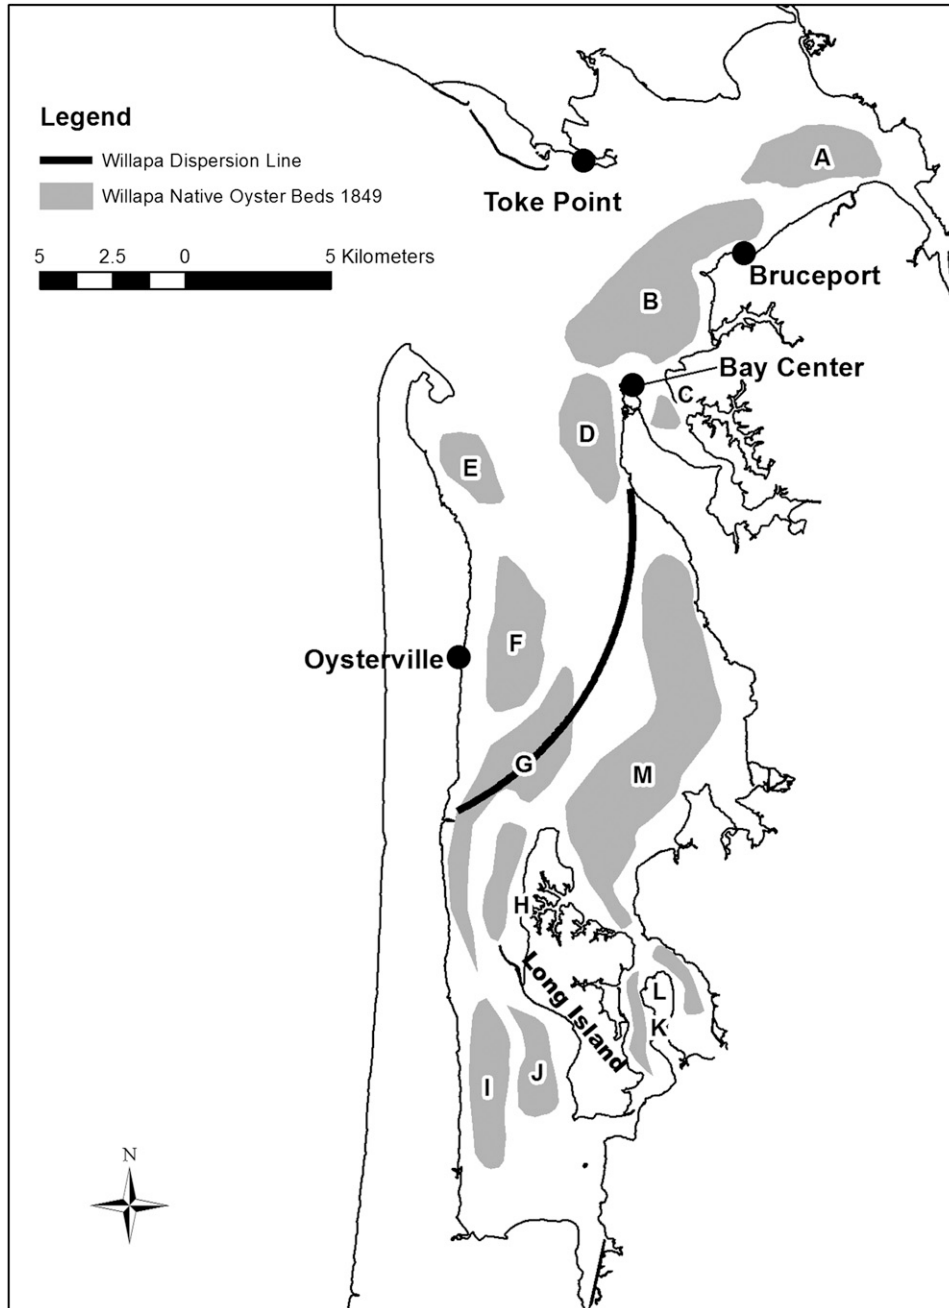 Legend
Willapa Dispersion Line
Willapa Native Oyster Beds 1849
5 2.5 0 5 Kilometers
A
Toke Point
Bruceport
B
Bay Center
C
D
E
F
Oysterville
G
M
H
Long Island
L
K
I
J
N